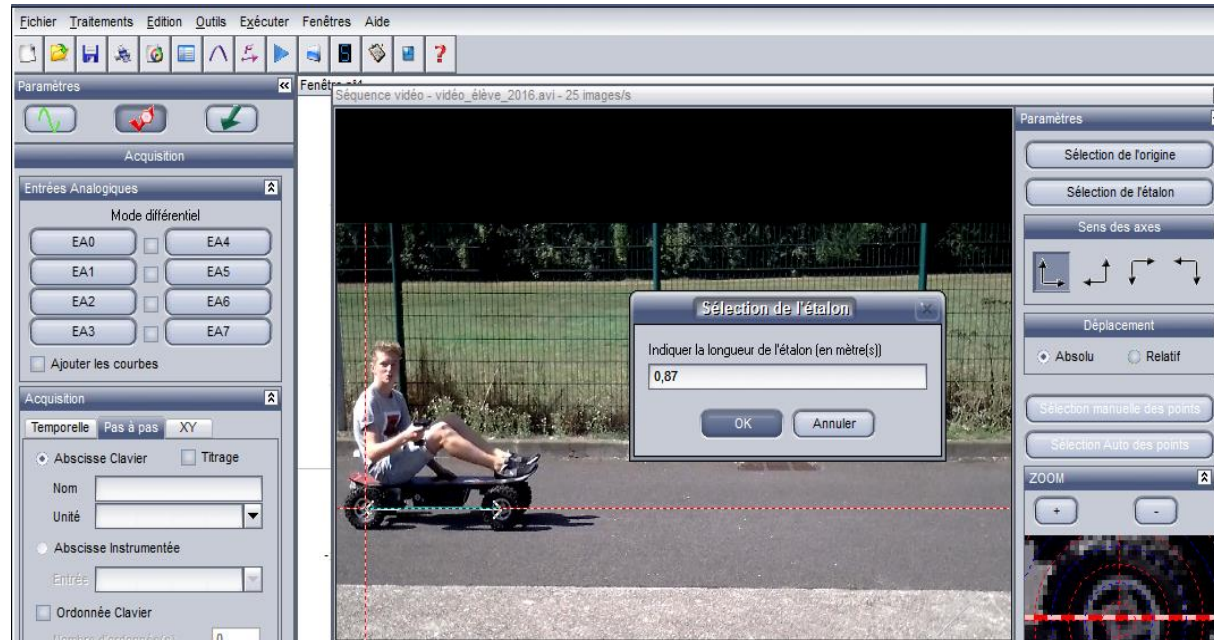 Fichier Traitements Edition Outils Exécuter Fenêtres Aide
Paramètres
Acquisition
Entrées Analogiques
Mode différentiel
EA0 EA4
EA1 EA5
EA2 EA6
EA3 EA7
Ajouter les courbes
Acquisition
Temporelle Pas à pas XY
Abscisse Clavier Titrage
Nom
Unité
Abscisse Instrumentée
Entrée
Ordonnée Clavier
Séquence vidéo - vidéo_élève_2016.avi - 25 images/s
Sélection de l'étalon
Indiquer la longueur de l'étalon (en mètre(s))
0,87
OK Annuler
Paramètres
Sélection de l'origine
Sélection de l'étalon
Sens des axes
Déplacement
Absolu Relatif
Sélection manuelle des points
Sélection Auto des points
ZOOM
+ -